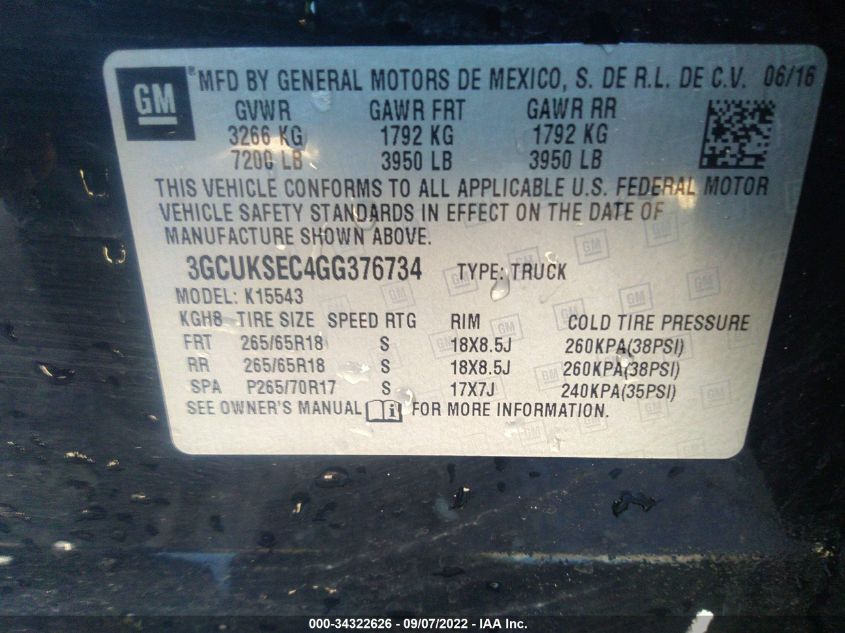 GM ® MFD BY GENERAL MOTORS DE MEXICO, S. DE R.L. DE C.V. 06/16
GVWR GAWR FRT GAWR RR
3266 KG 1792 KG 1792 KG
7200 LB 3950 LB 3950 LB
THIS VEHICLE CONFORMS TO ALL APPLICABLE U.S. FEDERAL MOTOR
VEHICLE SAFETY STANDARDS IN EFFECT ON THE DATE OF
MANUFACTURE SHOWN ABOVE.
3GCUKSEC4GG376734 TYPE: TRUCK
MODEL: K15543
KGH8 TIRE SIZE SPEED RTG RIM COLD TIRE PRESSURE
FRT 265/65R18 S 18X8.5J 260KPA(38PSI)
RR 265/65R18 S 18X8.5J 260KPA(38PSI)
SPA P265/70R17 S 17X7J 240KPA(35PSI)
SEE OWNER'S MANUAL FOR MORE INFORMATION.
000-34322626 - 09/07/2022 - IAA Inc.